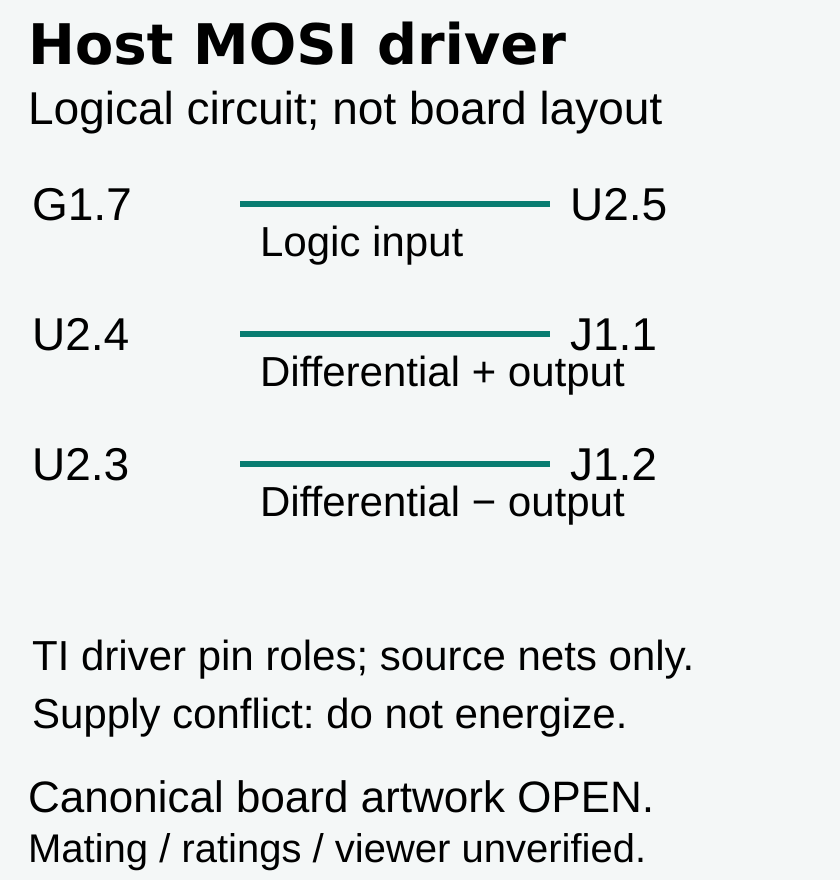 Host MOSI driver
Logical circuit; not board layout
G1.7 U2.5
Logic input
U2.4 J1.1
Differential + output
U2.3 J1.2
Differential − output
TI driver pin roles; source nets only.
Supply conflict: do not energize.
Canonical board artwork OPEN.
Mating / ratings / viewer unverified.